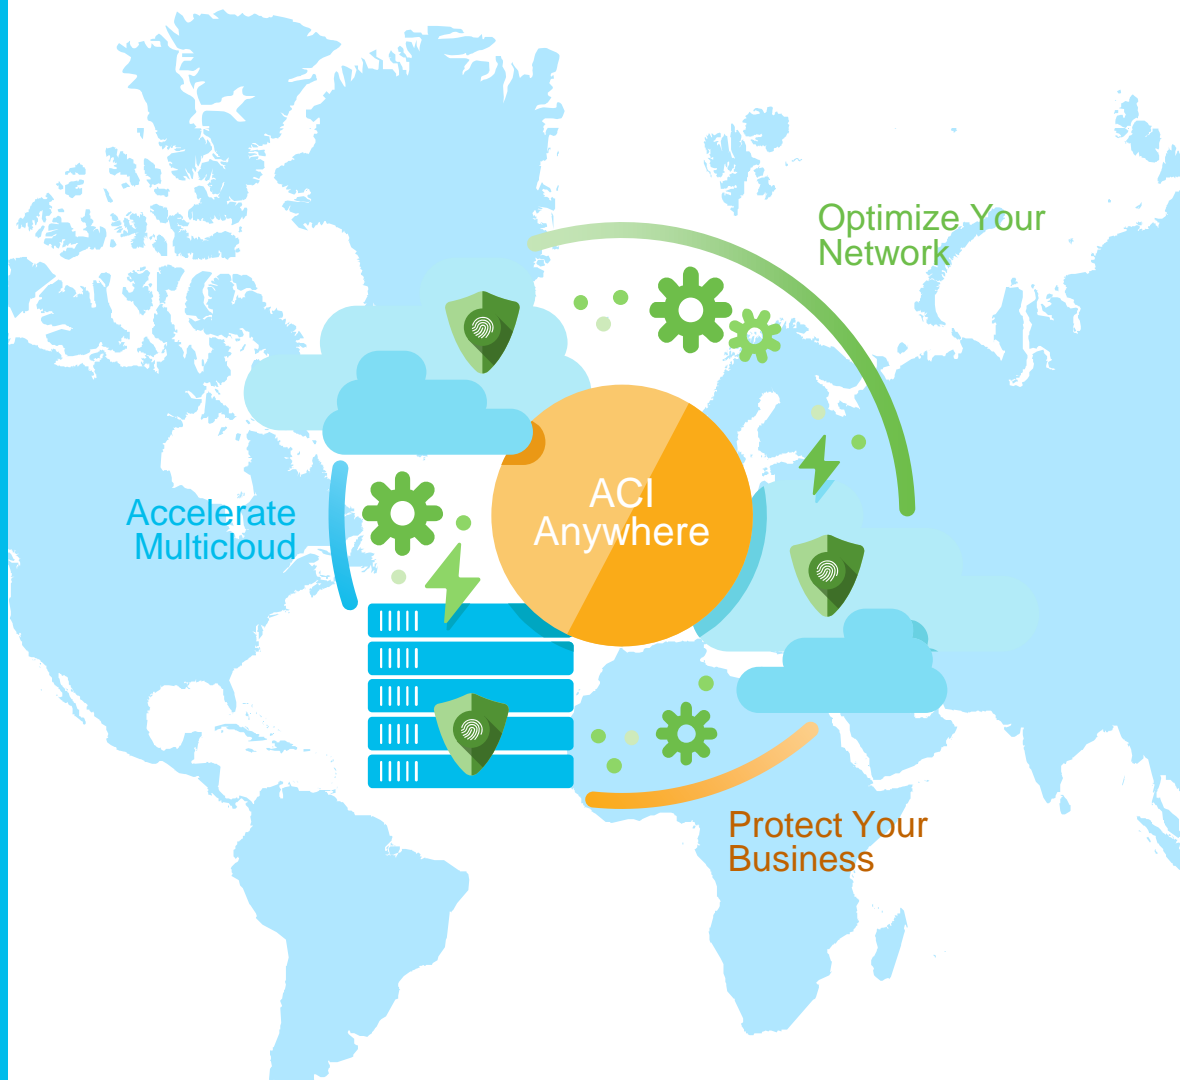 Optimize Your
Network
ACI
Anywhere
Accelerate
Multicloud
Protect Your
Business